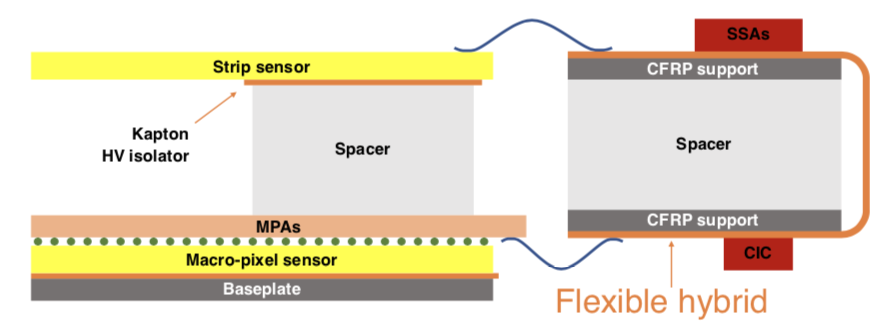 SSAs
Strip sensor
CFRP support
Kapton
HV isolator
Spacer
Spacer
MPAs
CFRP support
Macro-pixel sensor
CIC
Baseplate
Flexible hybrid